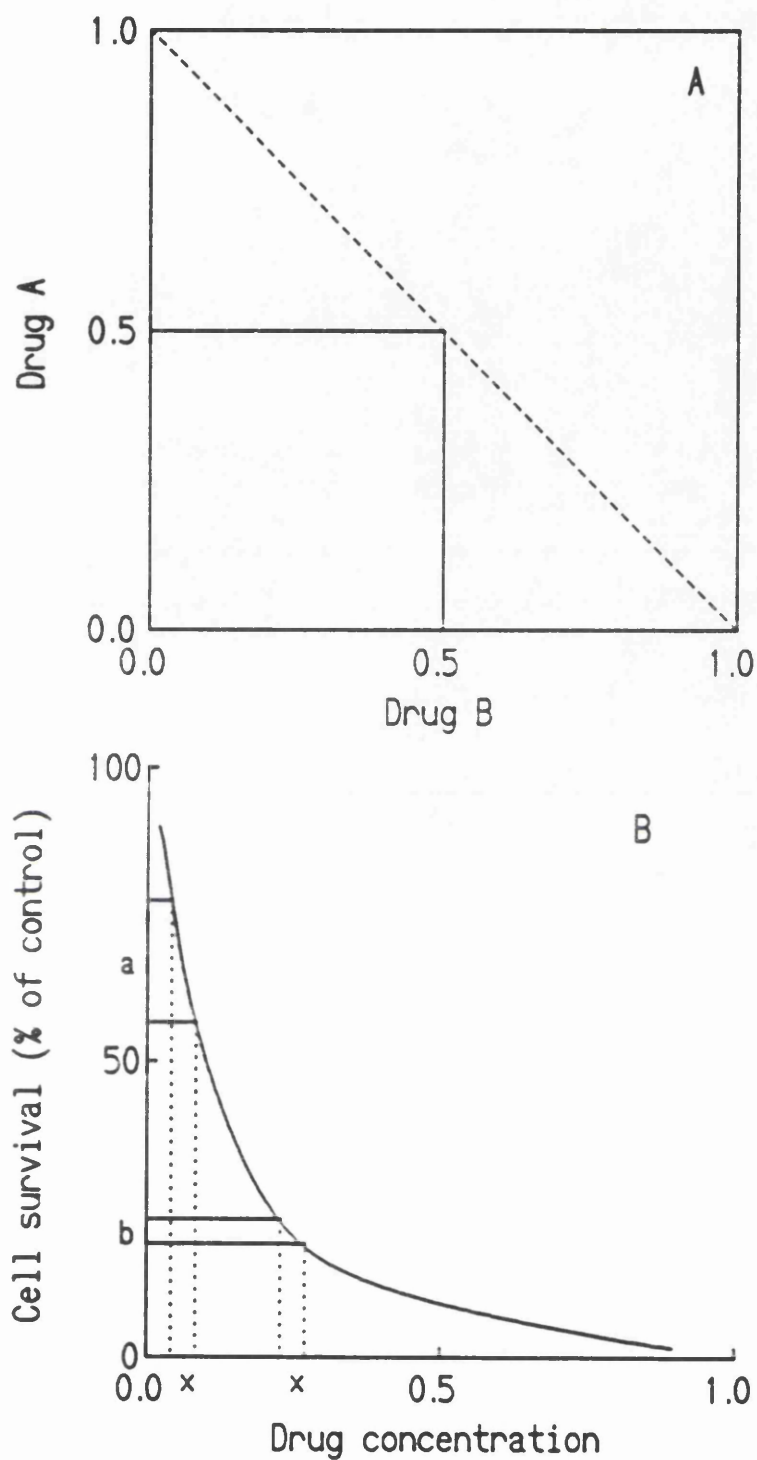 1.0
A
Drug A
0.5
0.0
0.0 0.5 1.0
Drug B
100
B
Cell survival (% of control)
a
50
b
0
0.0 x x 0.5 1.0
Drug concentration